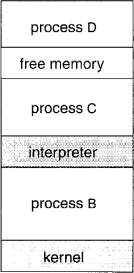 process D
free memory
process C
interpreter
process B
kernel